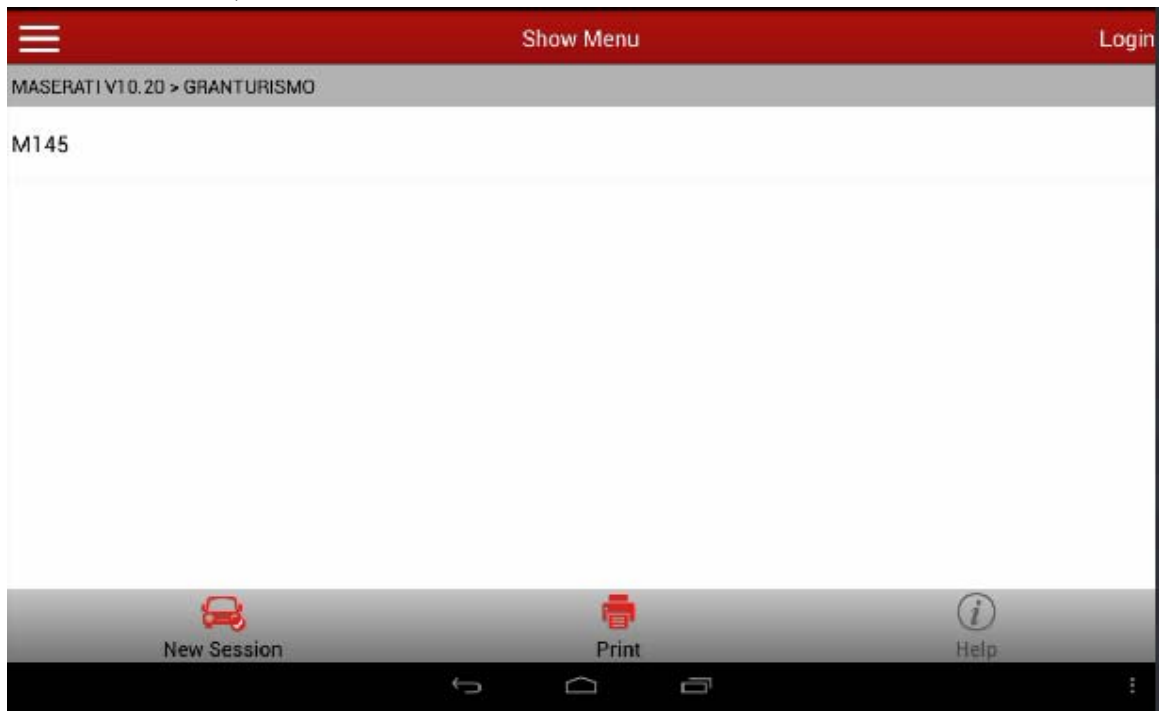 Show Menu
Login
MASERATI V10.20 > GRANTURISMO
M145
New Session
Print
Help